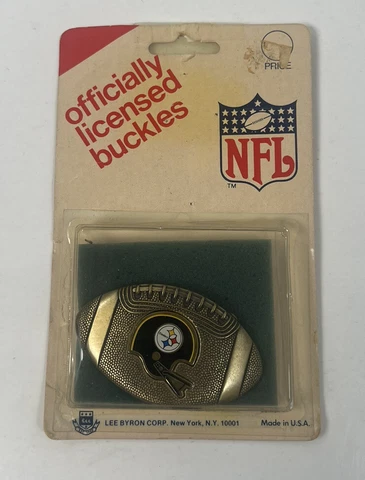 officially
licensed
buckles
PRICE
NFL
TM
LEE BYRON CORP. New York, N.Y. 10001
Made in U.S.A.